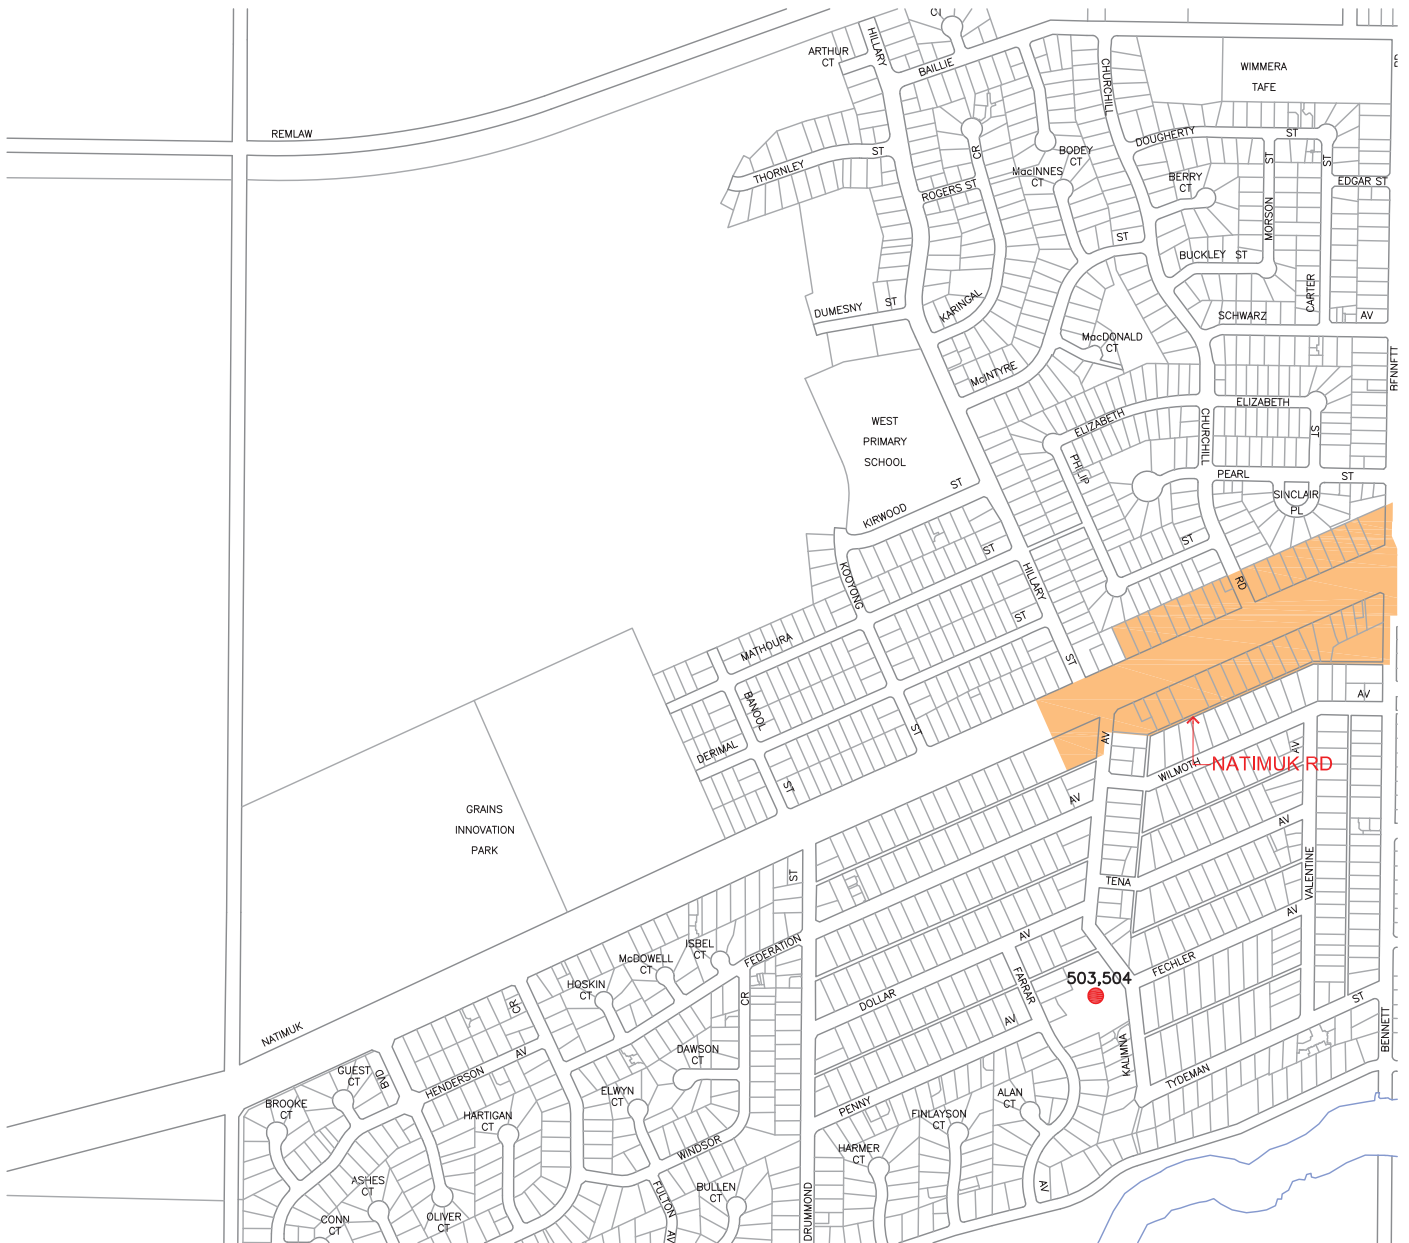 CT
HILLARY
ARTHUR
CT
BAILLIE
CHURCHILL
WIMMERA
TAFE
REMLAW
DOUGHERTY
ST
ST
THORNLEY
ST
CR
BODEY
CT
MacINNES
CT
BERRY
CT
ST
EDGAR ST
ROGERS ST
MORSON
ST
BUCKLEY ST
CARTER
KARINGAL
DUMESNY
ST
SCHWARZ
AV
MacDONALD
CT
McINTYRE
BENNETT
ELIZABETH
ELIZABETH
ST
CHURCHILL
WEST
PRIMARY
SCHOOL
PHILIP
PEARL
ST
SINCLAIR
PL
KIRWOOD
ST
ST
ST
KOOYONG
HILLARY
RD
ST
ST
MATHOURA
BANOOL
DERIMAL
ST
ST
AV
AV
AV
WILMOTH
NATIMUK RD
GRAINS
INNOVATION
PARK
AV
AV
VALENTINE
TENA
ST
AV
AV
FEDERATION
ISBEL
CT
McDOWELL
CT
HOSKIN
CT
CR
CR
FARRAR
503,504
FECHLER
DOLLAR
AV
ST
BENNETT
KALIMNA
NATIMUK
AV
DAWSON
CT
GUEST
CT
BVD
HENDERSON
TYDEMAN
ELWYN
CT
ALAN
CT
PENNY
BROOKE
CT
HARTIGAN
CT
FINLAYSON
CT
WINDSOR
HARMER
CT
ASHES
CT
FULTON
AV
BULLEN
CT
AV
CONN
CT
OLIVER
CT
DRUMMOND